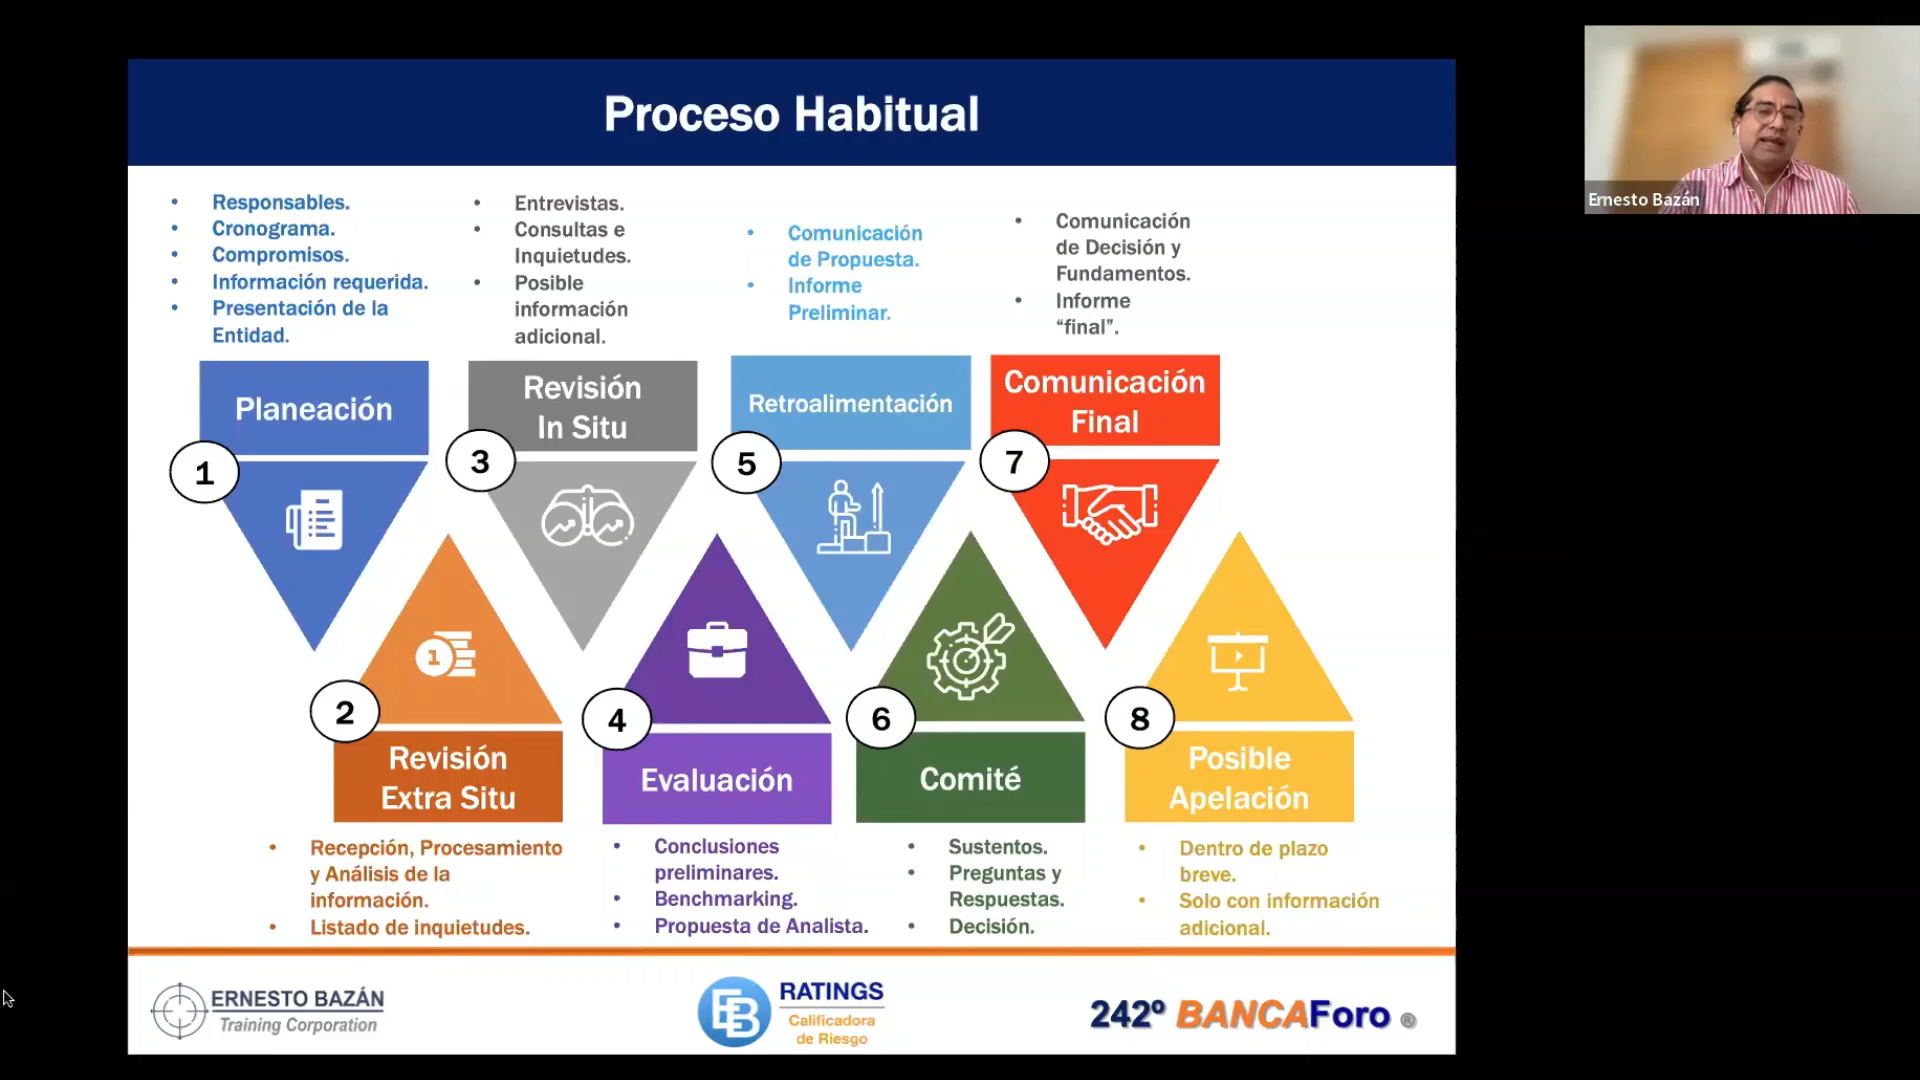 Proceso Habitual
Ernesto Bazán
• Responsables.
• Cronograma.
• Compromisos.
• Información requerida.
• Presentación de la
Entidad.
• Entrevistas.
• Consultas e
Inquietudes.
• Posible
información
adicional.
• Comunicación
de Propuesta.
• Informe
Preliminar.
• Comunicación
de Decisión y
Fundamentos.
• Informe
“final”.
Planeación
1
Revisión
In Situ
3
Retroalimentación
5
Comunicación
Final
7
1
2
Revisión
Extra Situ
4
Evaluación
6
Comité
8
Posible
Apelación
• Recepción, Procesamiento
y Análisis de la
información.
• Listado de inquietudes.
• Conclusiones
preliminares.
• Benchmarking.
• Propuesta de Analista.
• Sustentos.
• Preguntas y
Respuestas.
• Decisión.
• Dentro de plazo
breve.
• Solo con información
adicional.
ERNESTO BAZÁN
Training Corporation
EB
RATINGS
Calificadora
de Riesgo
242º BANCAForo ®